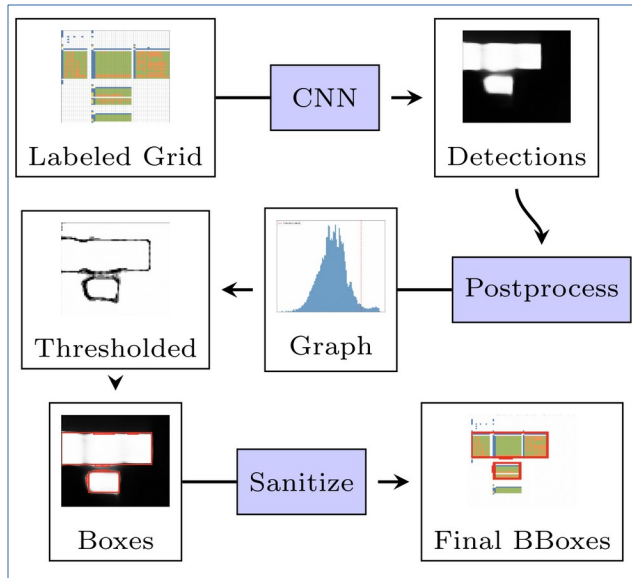 Labeled Grid
CNN
Detections
Postprocess
Graph
Thresholded
Boxes
Sanitize
Final BBoxes